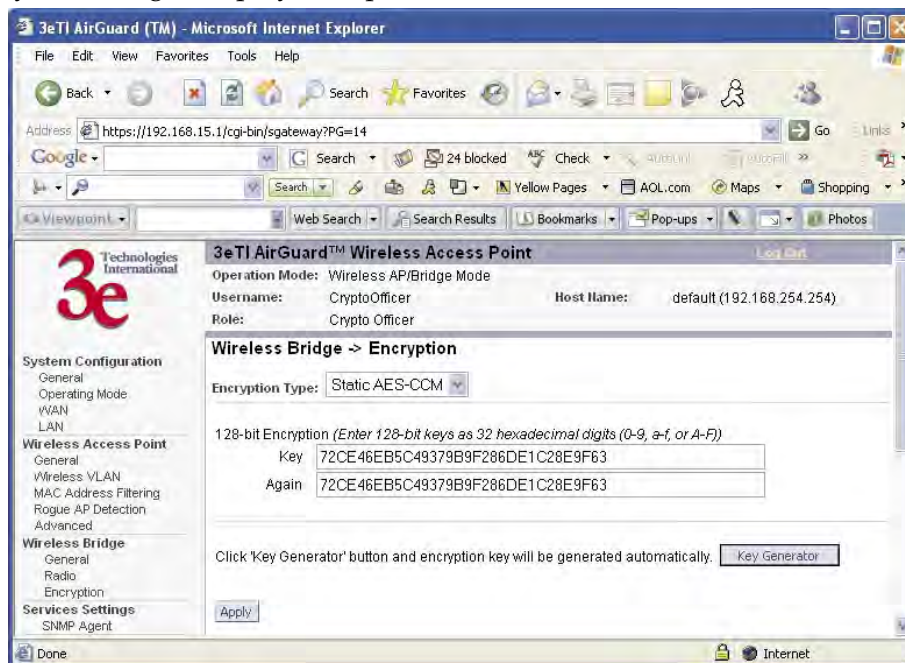 3eTI AirGuard (TM) - Microsoft Internet Explorer
File Edit View Favorites Tools Help
Back Search Favorites
Address https://192.168.15.1/cgi-bin/sgateway?PG=14 Go Links
Google Search 24 blocked Check AutoLink AutoFill
Search Yellow Pages AOL.com Maps Shopping
Viewpoint Web Search Search Results Bookmarks Pop-ups Photos
3e Technologies International
3eTI AirGuard™ Wireless Access Point Log Out
Operation Mode: Wireless AP/Bridge Mode
Username: CryptoOfficer Host Name: default (192.168.254.254)
Role: Crypto Officer
System Configuration
General
Operating Mode
WAN
LAN
Wireless Access Point
General
Wireless VLAN
MAC Address Filtering
Rogue AP Detection
Advanced
Wireless Bridge
General
Radio
Encryption
Services Settings
SNMP Agent
Wireless Bridge -> Encryption
Encryption Type: Static AES-CCM
128-bit Encryption (Enter 128-bit keys as 32 hexadecimal digits (0-9, a-f, or A-F))
Key 72CE46EB5C49379B9F286DE1C28E9F63
Again 72CE46EB5C49379B9F286DE1C28E9F63
Click 'Key Generator' button and encryption key will be generated automatically. Key Generator
Apply
Done Internet